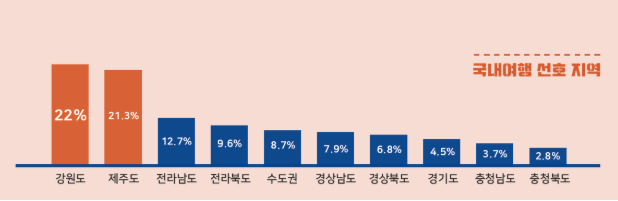 국내여행 선호 지역
22% 21.3% 12.7% 9.6% 8.7% 7.9% 6.8% 4.5% 3.7% 2.8%
강원도 제주도 전라남도 전라북도 수도권 경상남도 경상북도 경기도 충청남도 충청북도